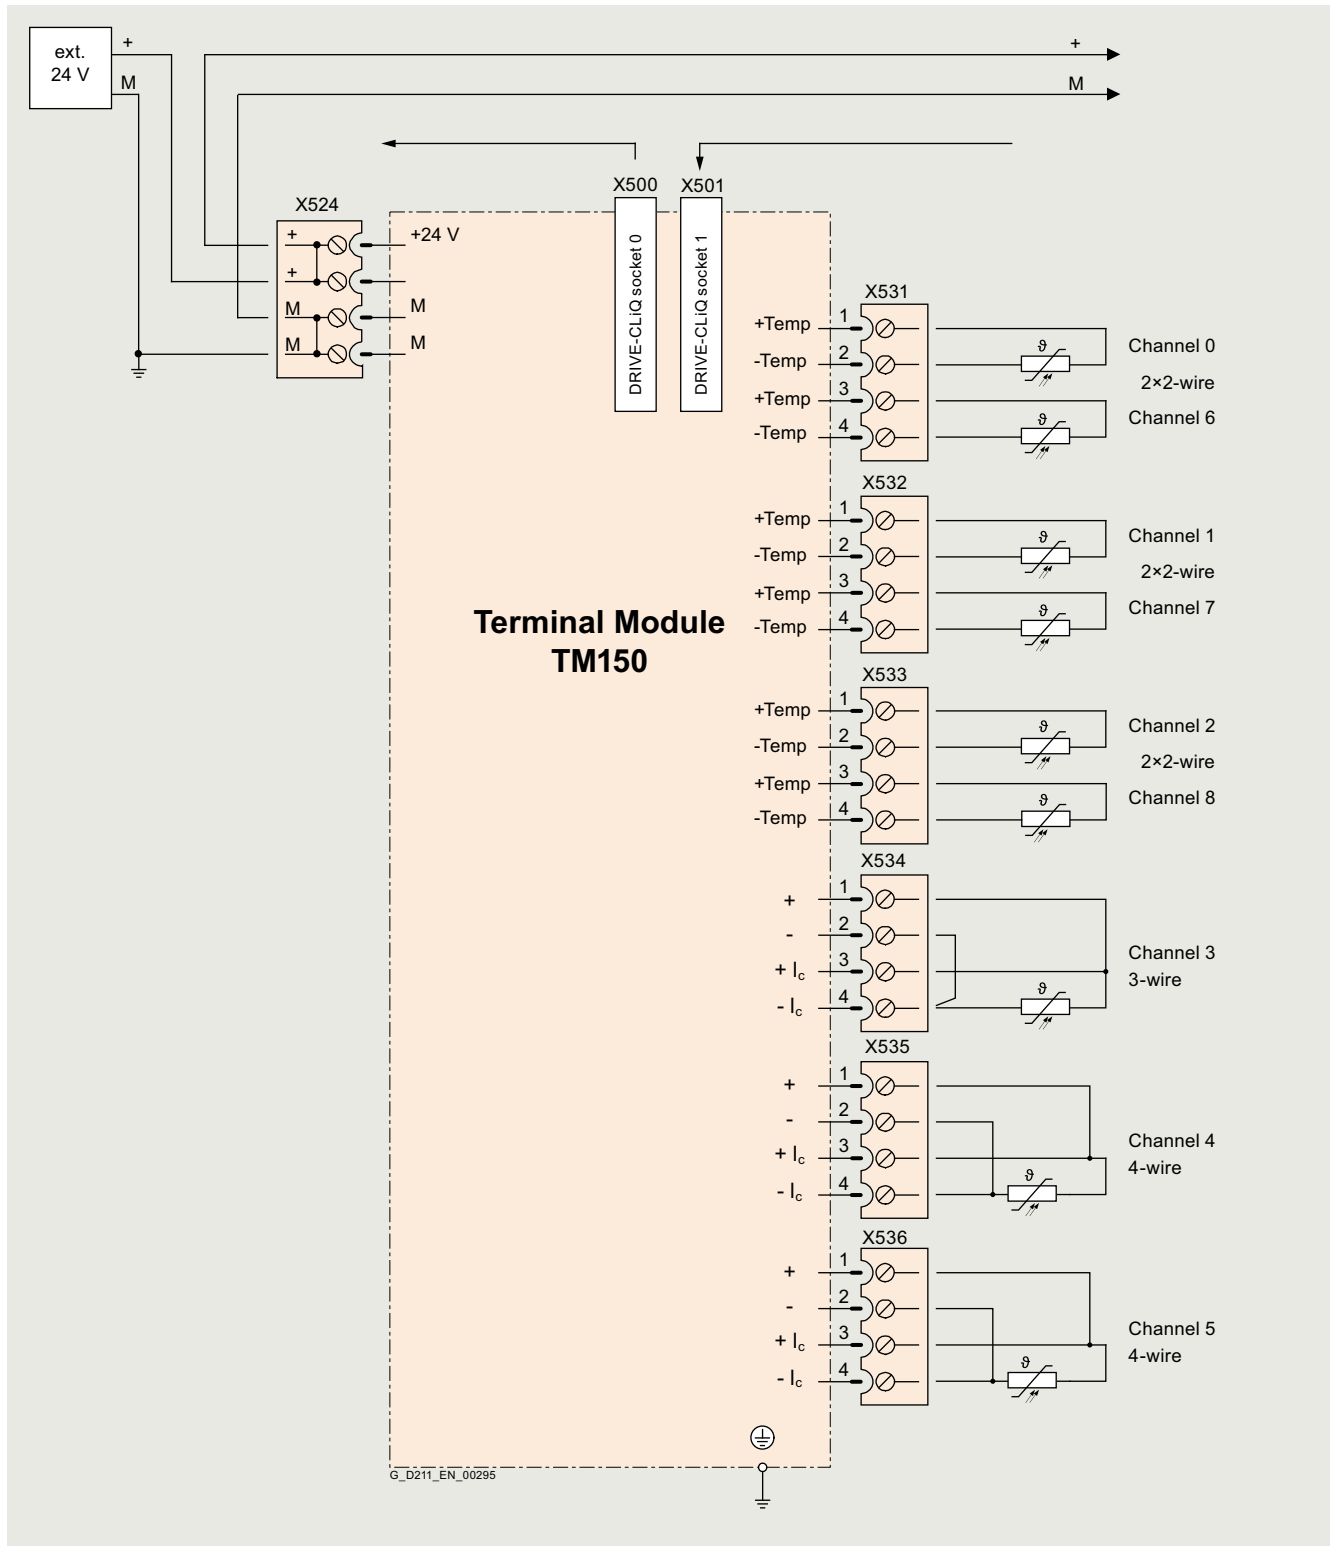 ext.
24 V
+
M
+
M
X524
+
+
M
M
+24 V
M
M
X500
X501
DRIVE-CLiQ socket 0
DRIVE-CLiQ socket 1
Terminal Module
TM150
X531
+Temp 1
-Temp 2
+Temp 3
-Temp 4
ϑ
ϑ
Channel 0
2×2-wire
Channel 6
X532
+Temp 1
-Temp 2
+Temp 3
-Temp 4
ϑ
ϑ
Channel 1
2×2-wire
Channel 7
X533
+Temp 1
-Temp 2
+Temp 3
-Temp 4
ϑ
ϑ
Channel 2
2×2-wire
Channel 8
X534
+ 1
- 2
+ Ic 3
- Ic 4
ϑ
Channel 3
3-wire
X535
+ 1
- 2
+ Ic 3
- Ic 4
ϑ
Channel 4
4-wire
X536
+ 1
- 2
+ Ic 3
- Ic 4
ϑ
Channel 5
4-wire
G_D211_EN_00295